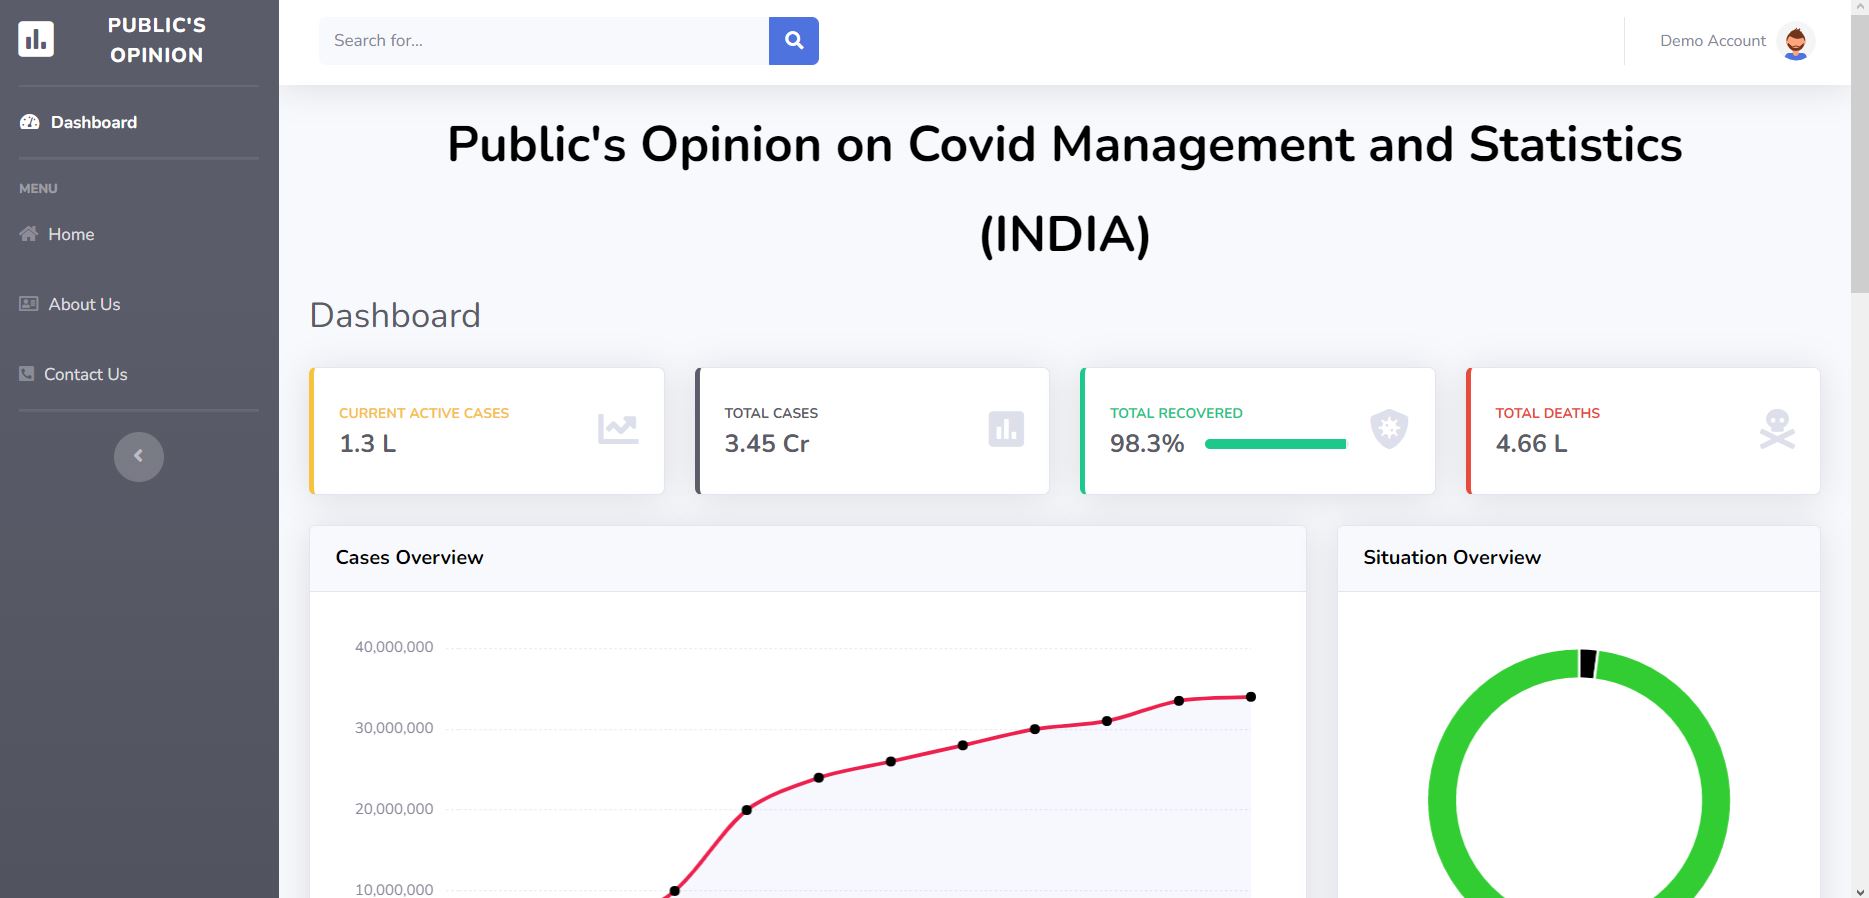 PUBLIC'S
OPINION
Dashboard
MENU
Home
About Us
Contact Us
Search for...
Demo Account
Public's Opinion on Covid Management and Statistics
(INDIA)
Dashboard
CURRENT ACTIVE CASES
1.3 L
TOTAL CASES
3.45 Cr
TOTAL RECOVERED
98.3%
TOTAL DEATHS
4.66 L
Cases Overview
40,000,000
30,000,000
20,000,000
10,000,000
Situation Overview